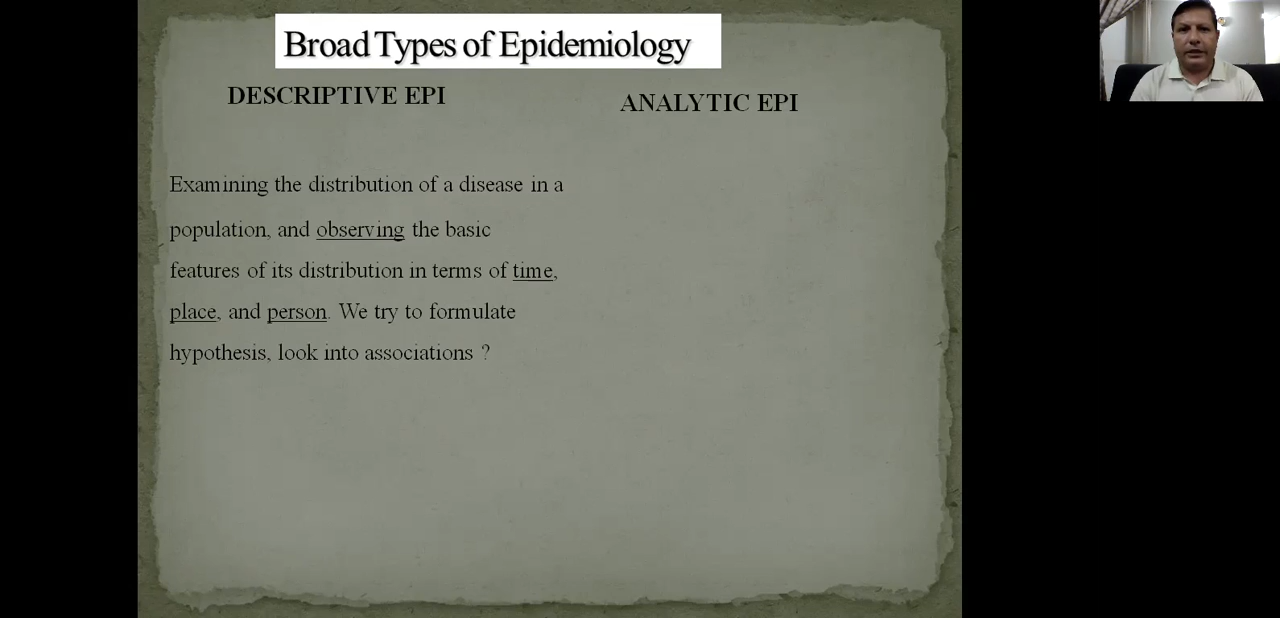 Broad Types of Epidemiology
DESCRIPTIVE EPI
ANALYTIC EPI
Examining the distribution of a disease in a
population, and observing the basic
features of its distribution in terms of time,
place, and person. We try to formulate
hypothesis, look into associations ?